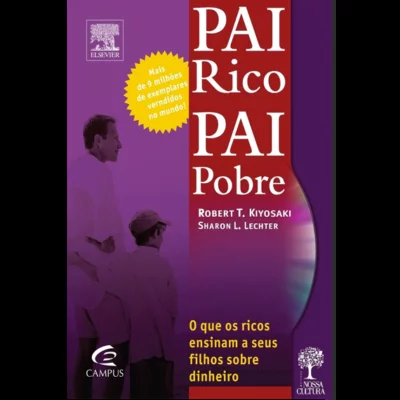 PAI
Rico
PAI
Pobre
ELSEVIER
Mais
de 9 milhões
de exemplares
vendidos
no mundo!
ROBERT T. KIYOSAKI
SHARON L. LECHTER
O que os ricos
ensinam a seus
filhos sobre
dinheiro
CAMPUS
NOSSA
CULTURA